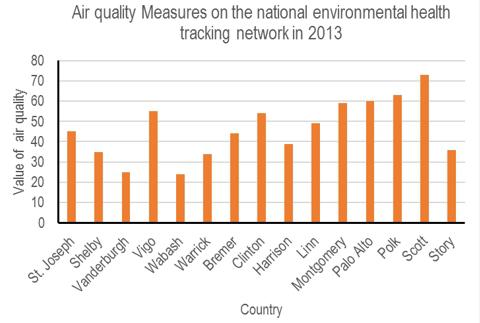 Air quality Measures on the national environmental health
tracking network in 2013
Value of air quality
80
70
60
50
40
30
20
10
0
St. Joseph
Shelby
Vanderburgh
Vigo
Wabash
Warrick
Bremer
Clinton
Harrison
Linn
Montgomery
Palo Alto
Polk
Scott
Story
Country